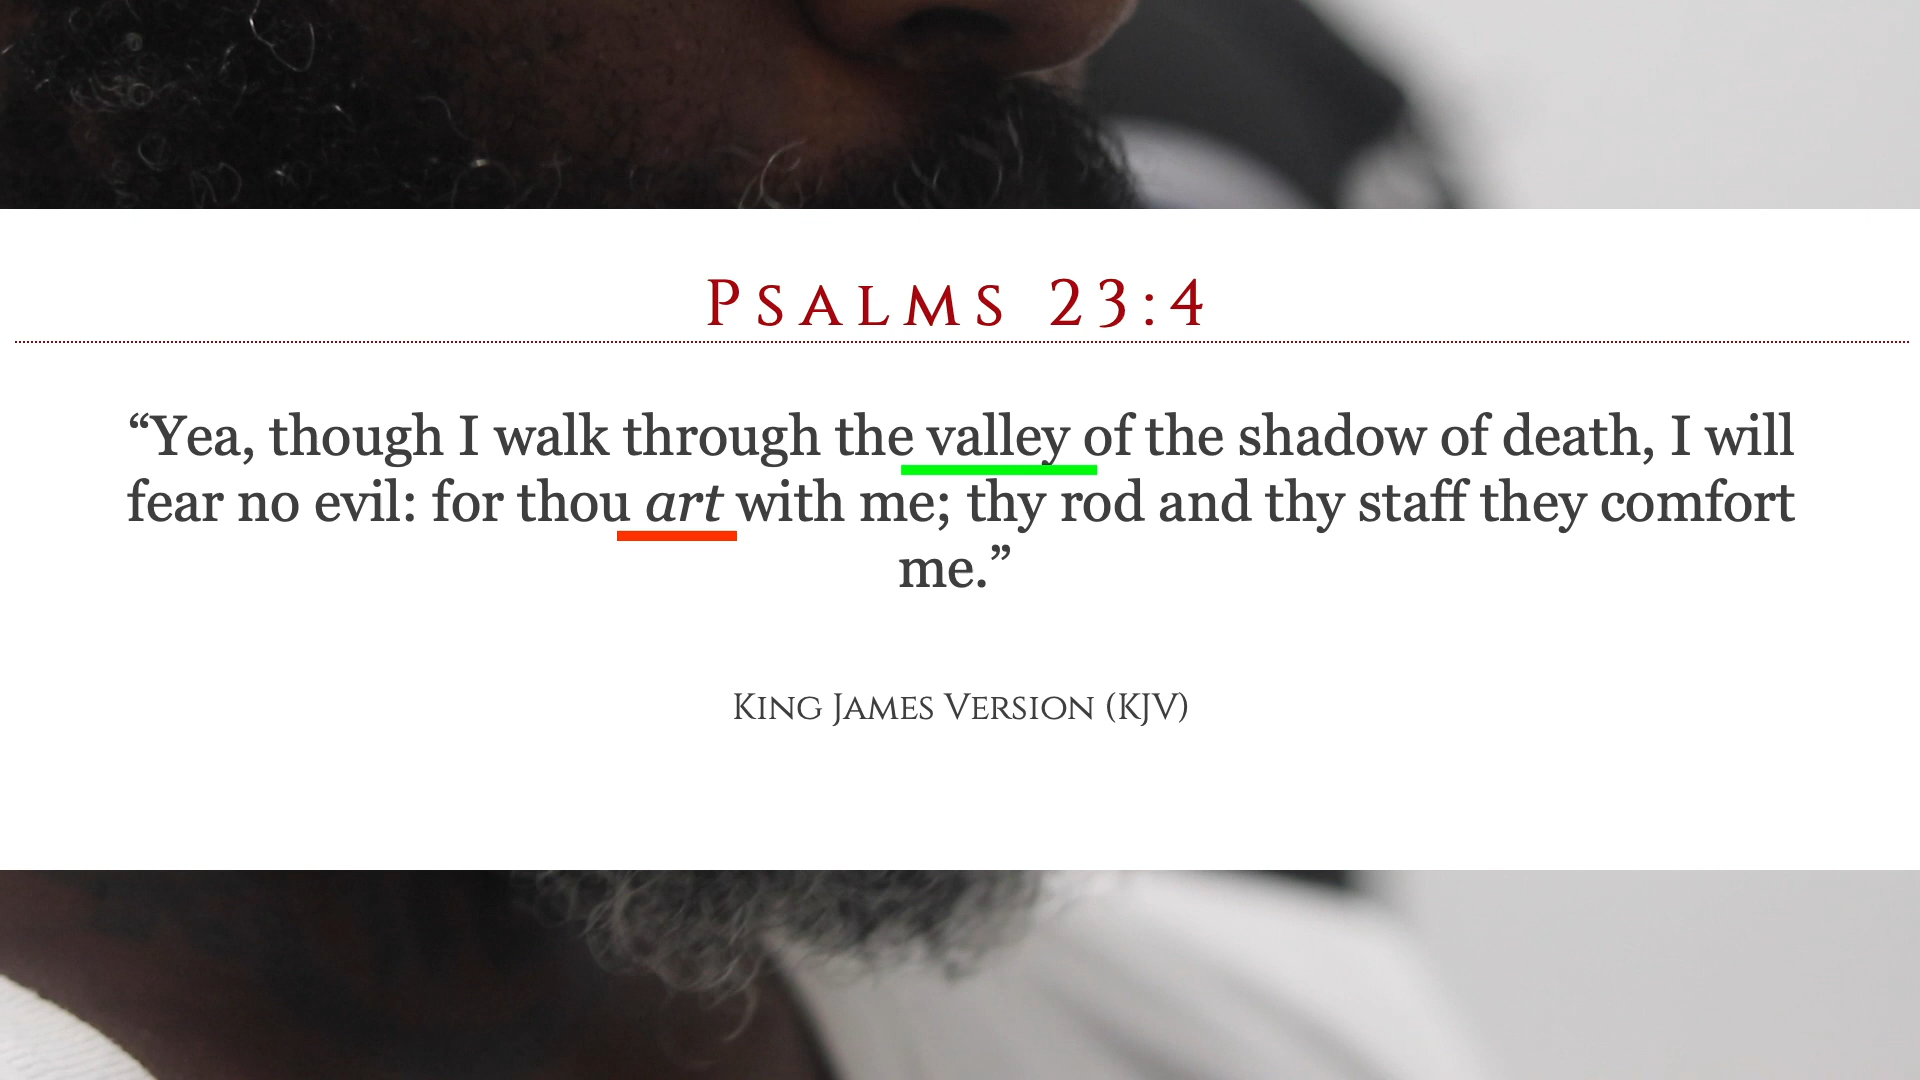 Psalms 23:4
“Yea, though I walk through the valley of the shadow of death, I will
fear no evil: for thou art with me; thy rod and thy staff they comfort
me.”
King James Version (KJV)